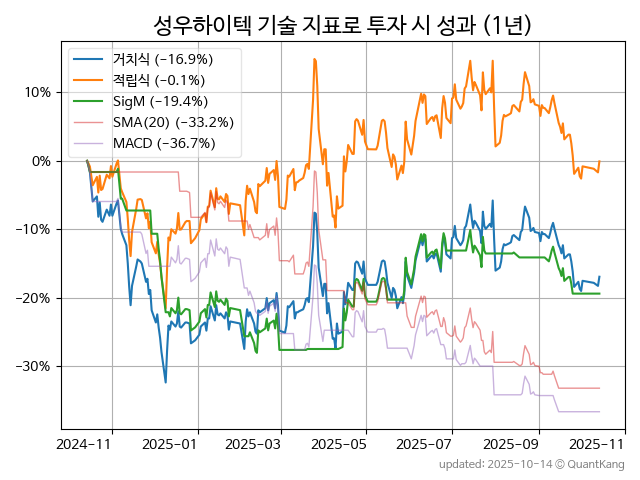 성우하이텍 기술 지표로 투자 시 성과 (1년)
거치식 (−16.9%)
적립식 (−0.1%)
SigM (−19.4%)
SMA(20) (−33.2%)
MACD (−36.7%)
10%
0%
−10%
−20%
−30%
2024-11 2025-01 2025-03 2025-05 2025-07 2025-09 2025-11
updated: 2025-10-14 © QuantKang